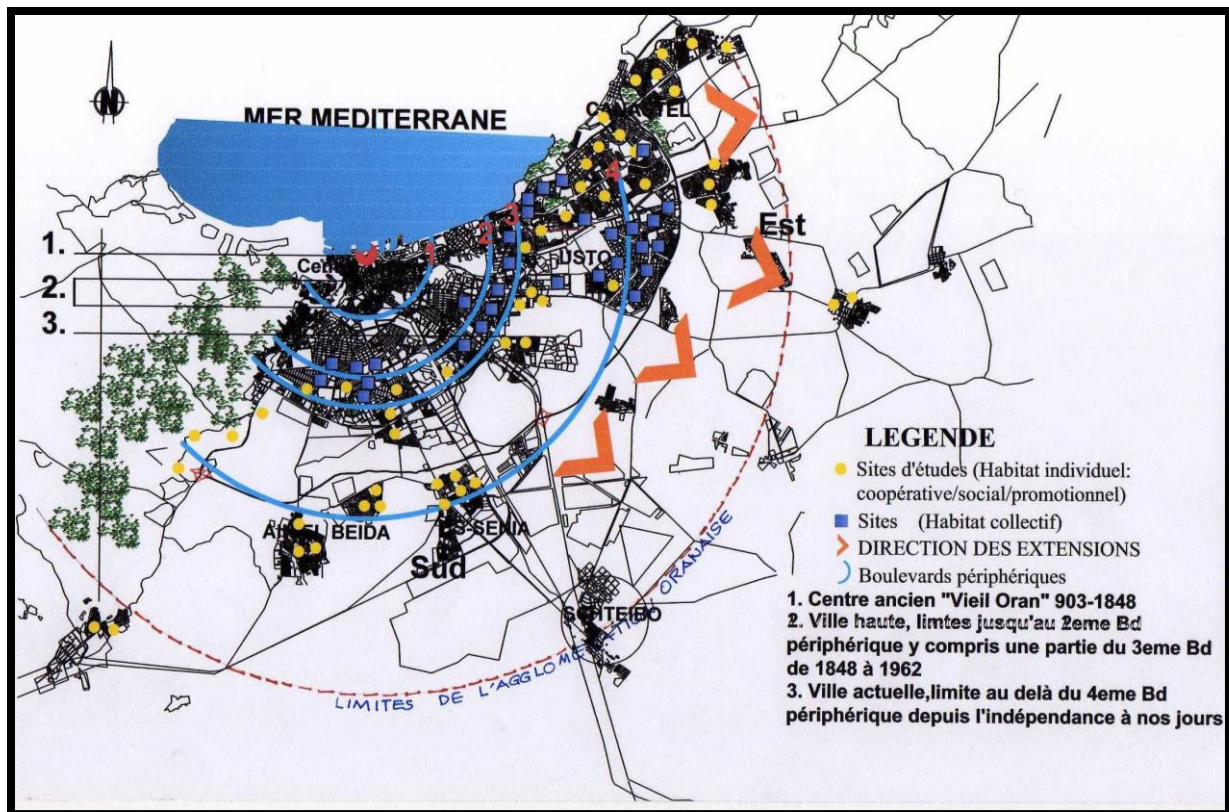 N
MER MEDITERRANE
CANASTEL
4
Est
3
2
1
1.
2.
3.
USTO
LEGENDE
Sites d'études (Habitat individuel:
coopérative/social/promotionnel)
Sites (Habitat collectif)
DIRECTION DES EXTENSIONS
Boulevards périphériques
1. Centre ancien "Vieil Oran" 903-1848
2. Ville haute, limtes jusqu'au 2eme Bd
périphérique y compris une partie du 3eme Bd
de 1848 à 1962
3. Ville actuelle,limite au delà du 4eme Bd
périphérique depuis l'indépendance à nos jours
BEIDA
SENIA
Sud
LIMITES DE L'AGGLOMERATION ORANAISE